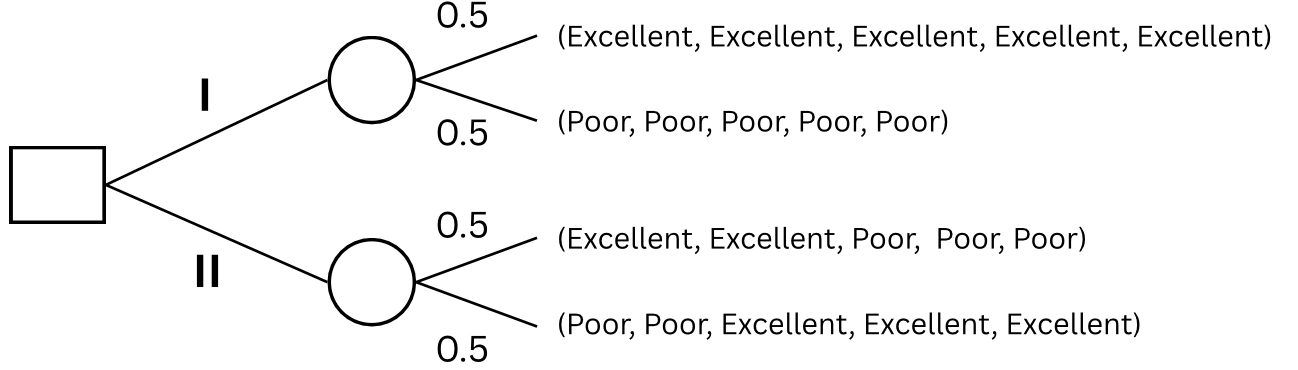 0.5
(Excellent, Excellent, Excellent, Excellent, Excellent)
I
(Poor, Poor, Poor, Poor, Poor)
0.5
0.5
(Excellent, Excellent, Poor, Poor, Poor)
II
(Poor, Poor, Excellent, Excellent, Excellent)
0.5